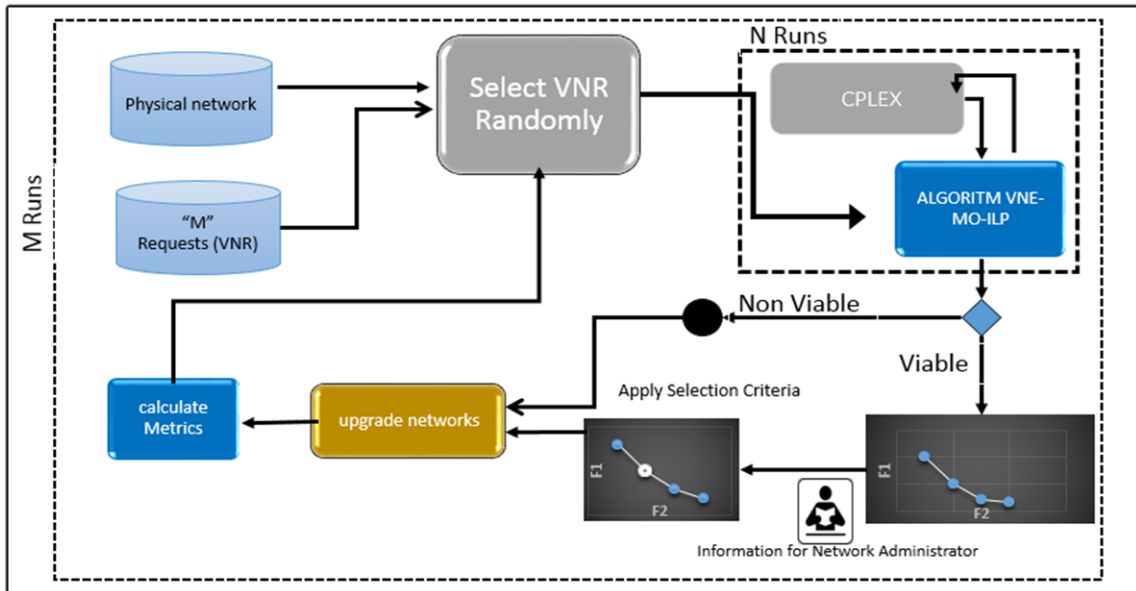 N Runs
Physical network
Select VNR
Randomly
CPLEX
M Runs
“M”
Requests (VNR)
ALGORITM VNE-
MO-ILP
Non Viable
Viable
Apply Selection Criteria
calculate
Metrics
upgrade networks
F1
F2
F1
F2
Information for Network Administrator